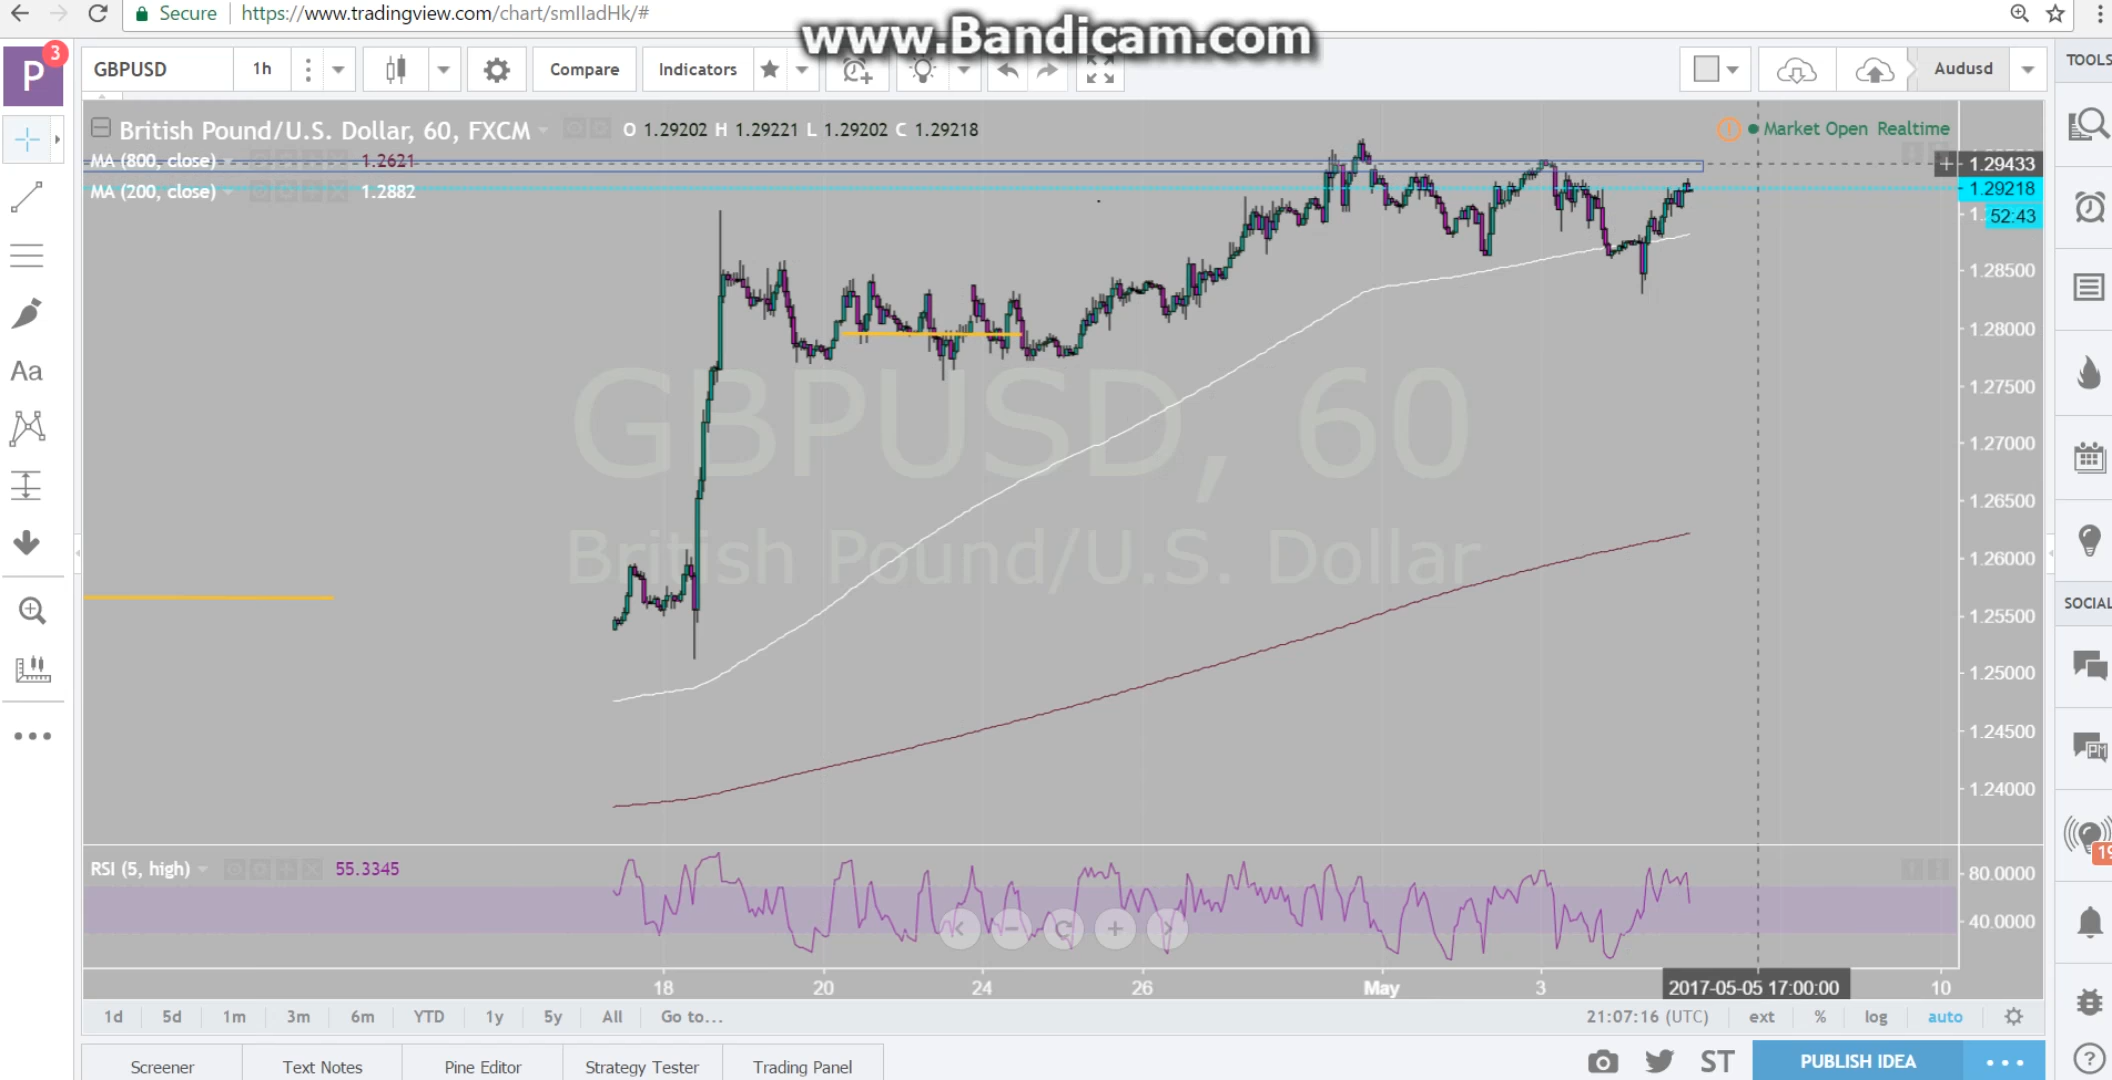 Secure https://www.tradingview.com/chart/smlladHk/#
www.Bandicam.com
P 3 GBPUSD 1h Compare Indicators Audusd TOOLS
British Pound/U.S. Dollar, 60, FXCM O 1.29202 H 1.29221 L 1.29202 C 1.29218 Market Open Realtime
MA (800, close) 1.2621
MA (200, close) 1.2882
1.29433
1.29218
52:43
1.28500
1.28000
1.27500
1.27000
1.26500
1.26000
1.25500
1.25000
1.24500
1.24000
GBPUSD, 60
British Pound/U.S. Dollar
Aa
SOCIAL
PM
19
RSI (5, high) 55.3345
80.0000
40.0000
18 20 24 26 May 3 2017-05-05 17:00:00 10
1d 5d 1m 3m 6m YTD 1y 5y All Go to... 21:07:16 (UTC) ext % log auto
Screener Text Notes Pine Editor Strategy Tester Trading Panel ST PUBLISH IDEA